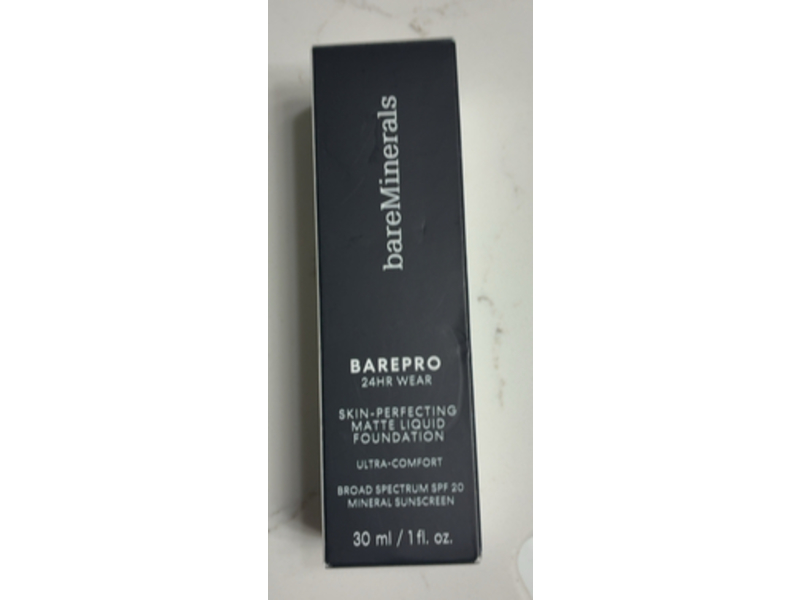 bareMinerals
BAREPRO
24HR WEAR
SKIN-PERFECTING
MATTE LIQUID
FOUNDATION
ULTRA-COMFORT
BROAD SPECTRUM SPF 20
MINERAL SUNSCREEN
30 ml / 1 fl. oz.